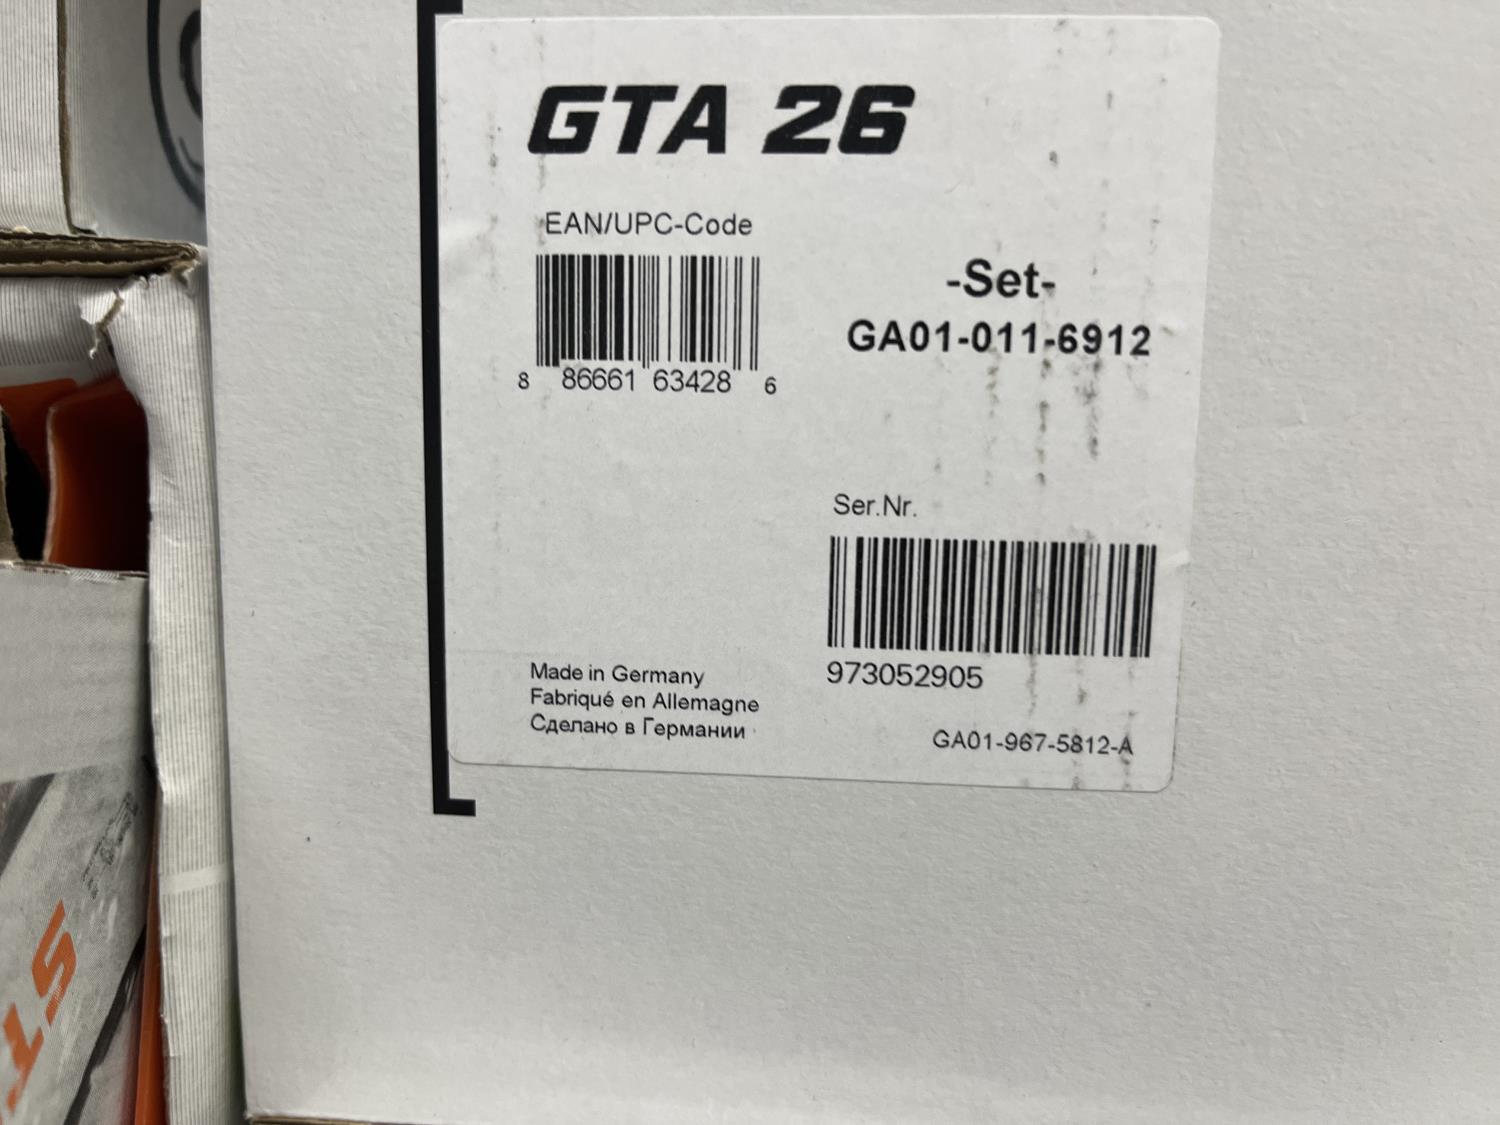 GTA 26
EAN/UPC-Code
8 86661 63428 6
-Set-
GA01-011-6912
Ser.Nr.
973052905
Made in Germany
Fabriqué en Allemagne
Сделано в Германии
GA01-967-5812-A
ST